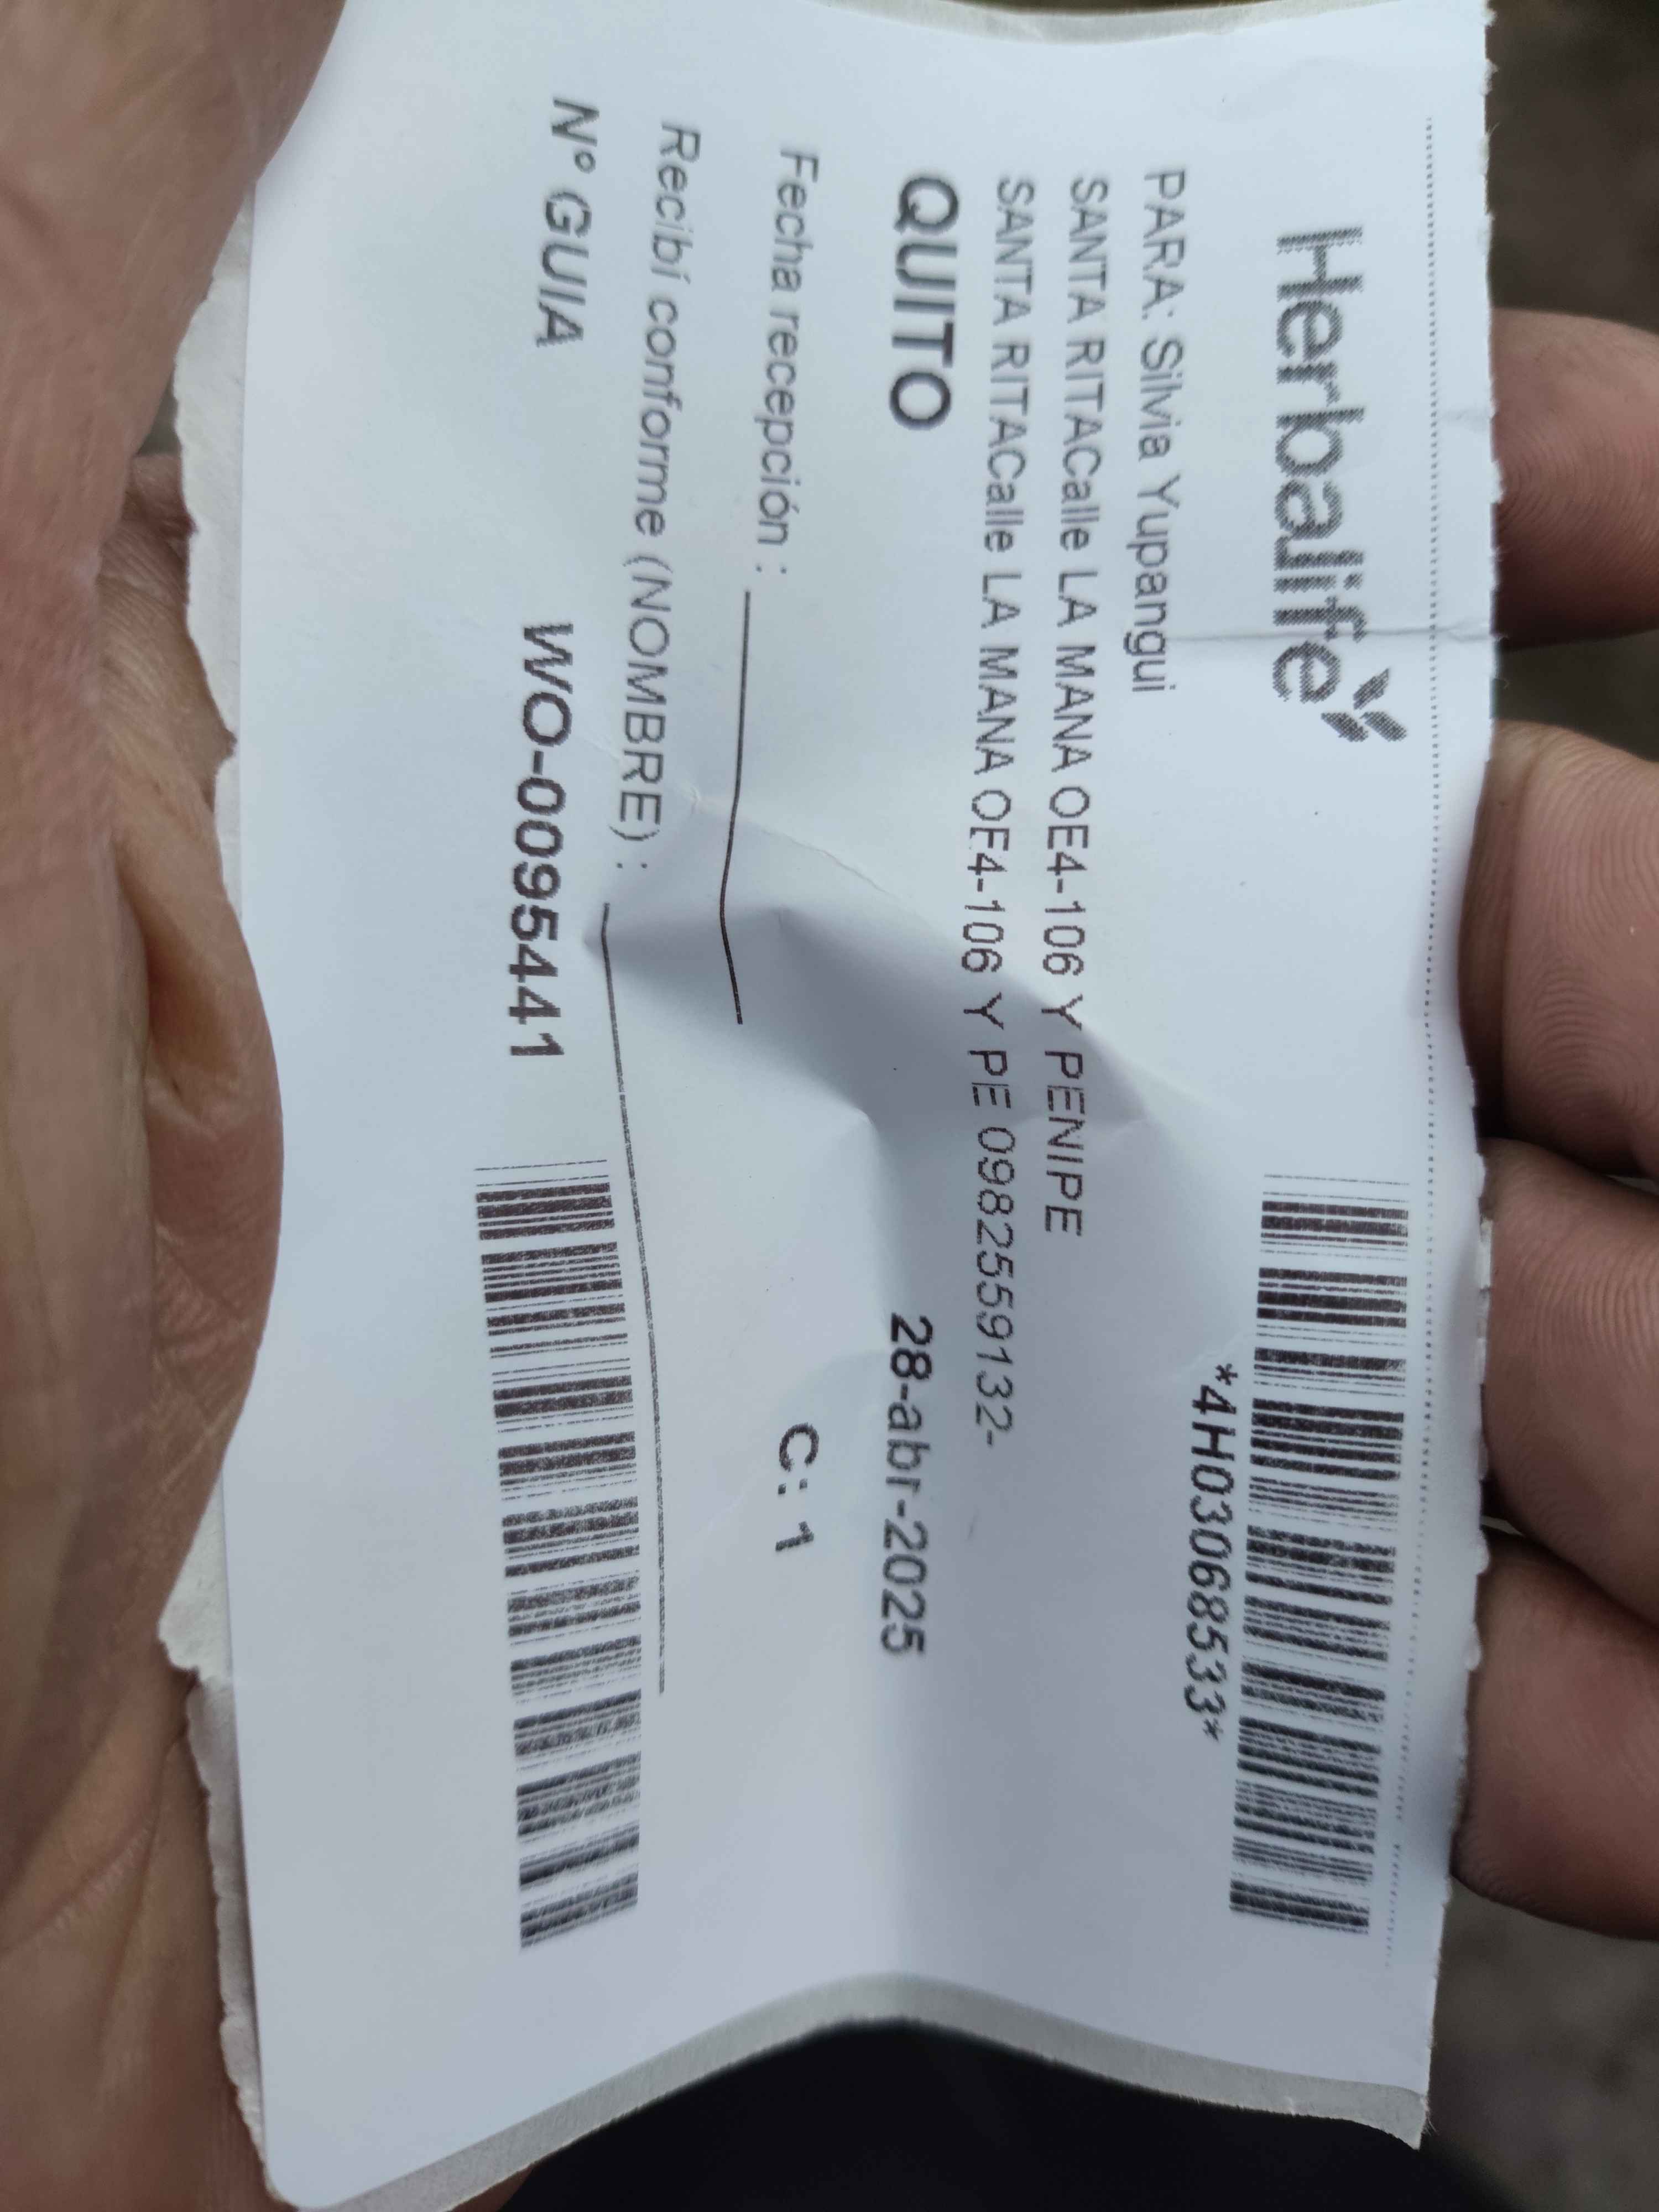 Herbalife
*4H03068533*
PARA: Silvia Yupangui
SANTA RITACalle LA MANA OE4-106 Y PENIPE
SANTA RITACalle LA MANA OE4-106 Y PE 0982559132-
QUITO 28-abr-2025
Fecha recepción : C: 1
Recibí conforme (NOMBRE) :
Nº GUIA WO-0095441